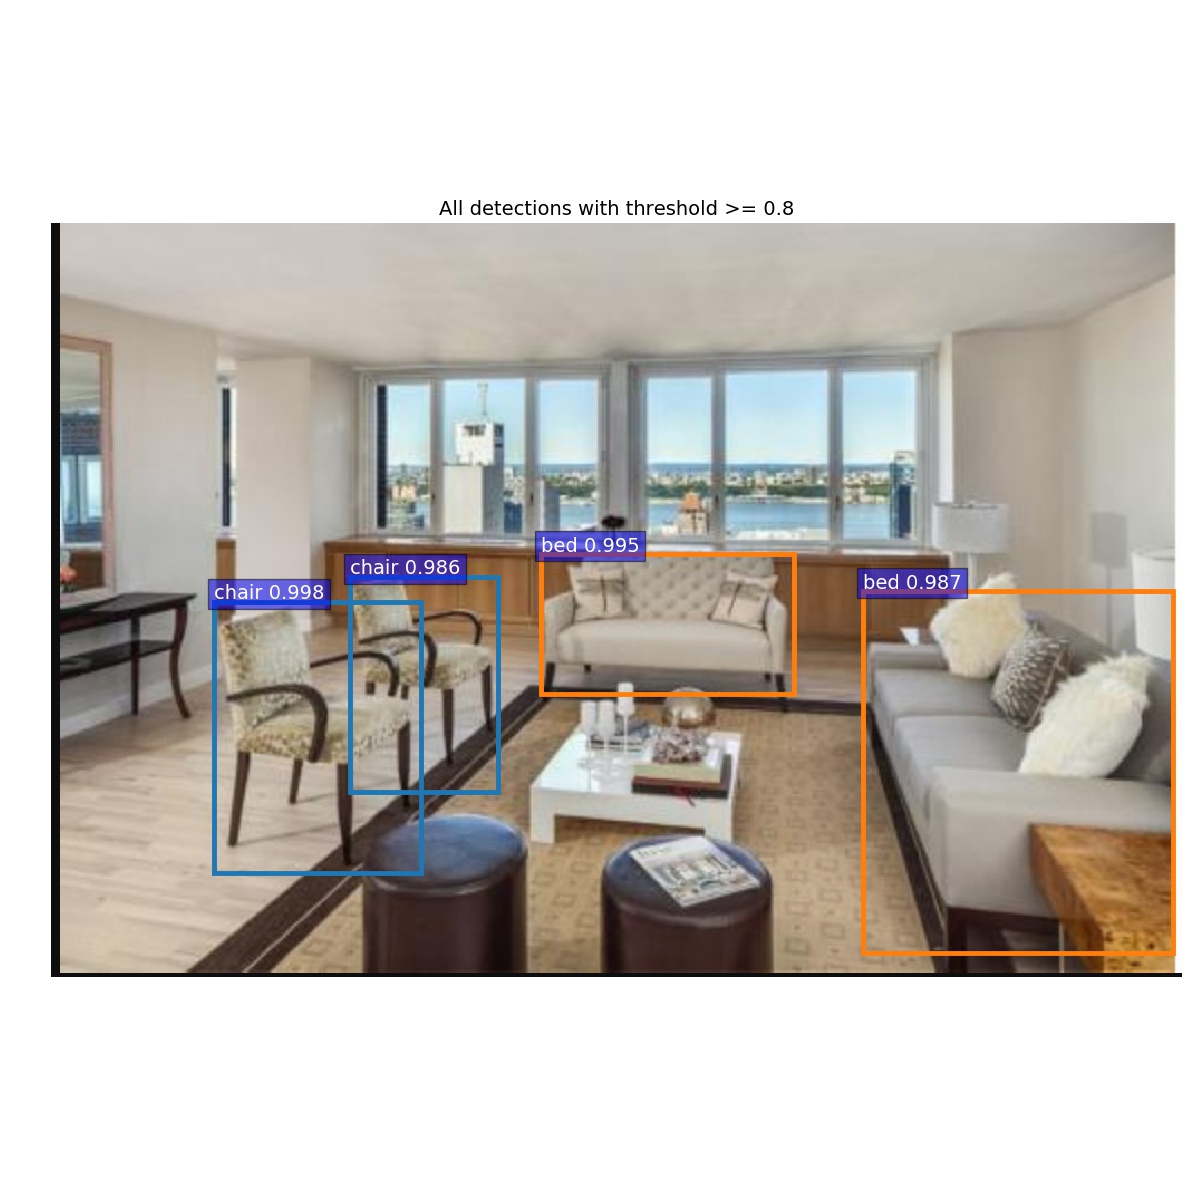 All detections with threshold >= 0.8
bed 0.995
chair 0.986
bed 0.987
chair 0.998